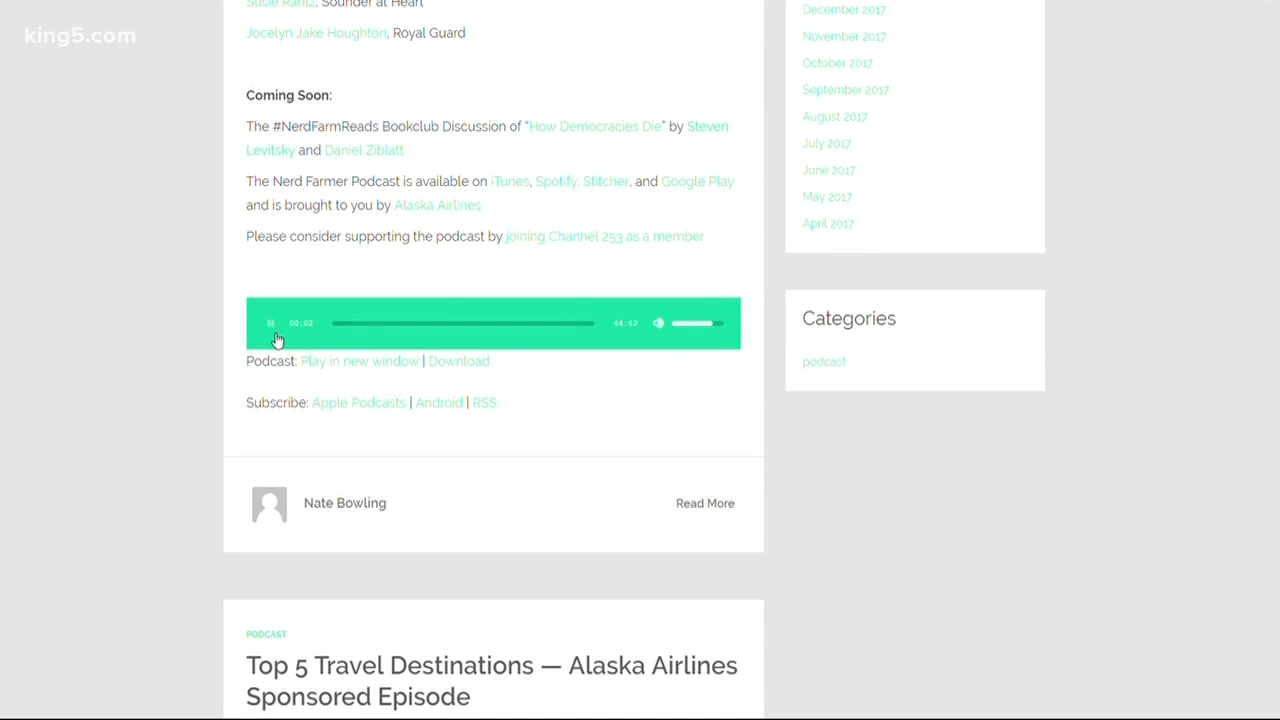 king5.com
Susie Rantz, Sounder at Heart
Jocelyn Jake Houghton, Royal Guard
Coming Soon:
The #NerdFarmReads Bookclub Discussion of “How Democracies Die” by Steven
Levitsky and Daniel Ziblatt
The Nerd Farmer Podcast is available on iTunes, Spotify, Stitcher, and Google Play
and is brought to you by Alaska Airlines
Please consider supporting the podcast by joining Channel 253 as a member
00:02
44:40
Podcast: Play in new window | Download
Subscribe: Apple Podcasts | Android | RSS
Nate Bowling
Read More
PODCAST
Top 5 Travel Destinations — Alaska Airlines
Sponsored Episode
December 2017
November 2017
October 2017
September 2017
August 2017
July 2017
June 2017
May 2017
April 2017
Categories
podcast